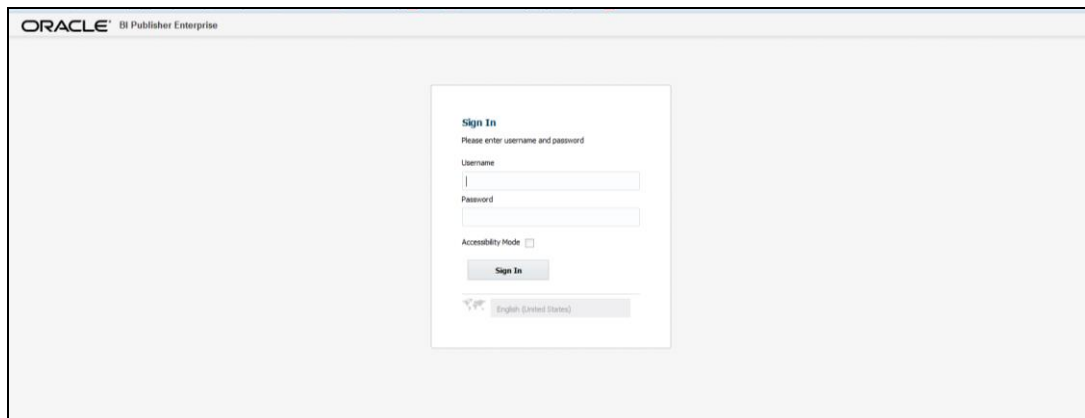 ORACLE BI Publisher Enterprise
Sign In
Please enter username and password
Username
Password
Accessibility Mode
Sign In
English (United States)